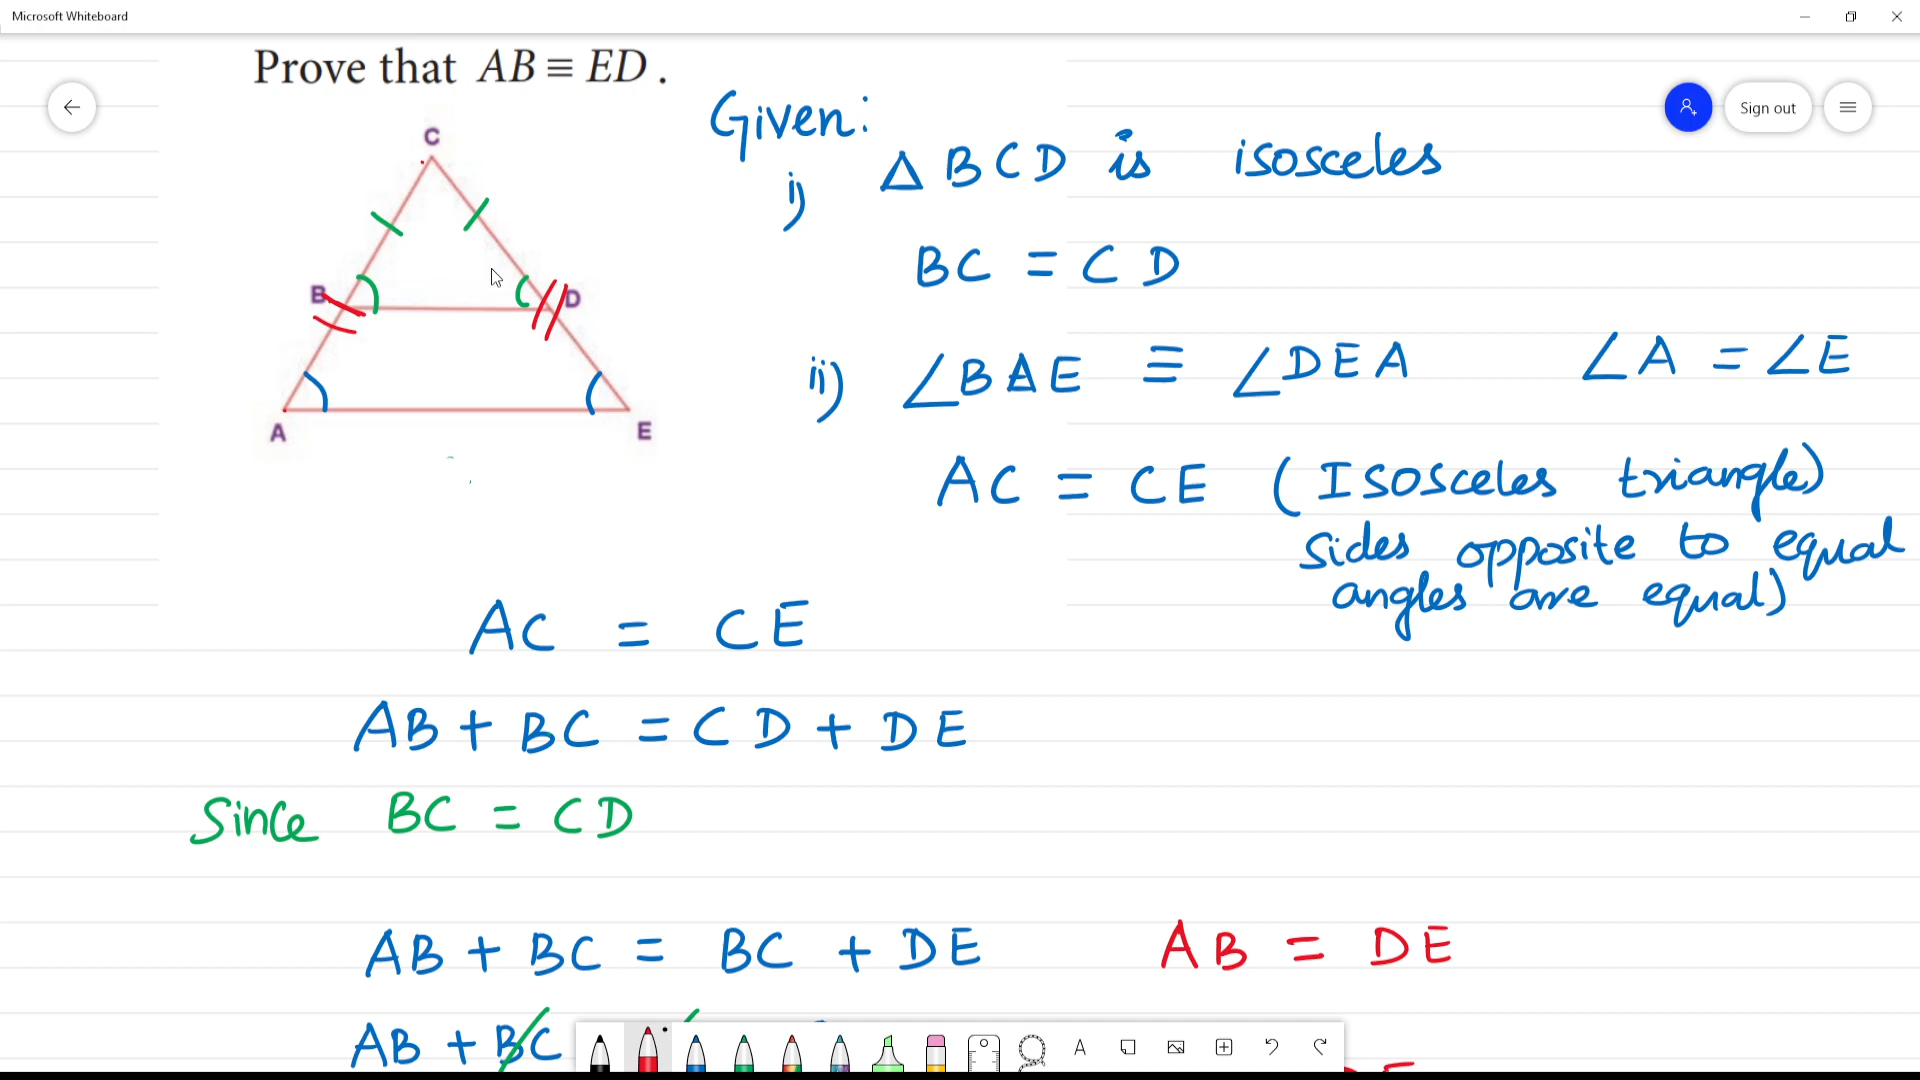 Microsoft Whiteboard
Prove that AB ≡ ED .
Sign out
C
B
D
A
E
Given:
i) △ BCD is isosceles
BC = CD
ii) ∠BAE ≡ ∠DEA ∠A = ∠E
AC = CE (Isosceles triangle)
sides opposite to equal
angles are equal)
AC = CE
AB + BC = CD + DE
Since BC = CD
AB + BC = BC + DE AB = DE
AB + BC
A